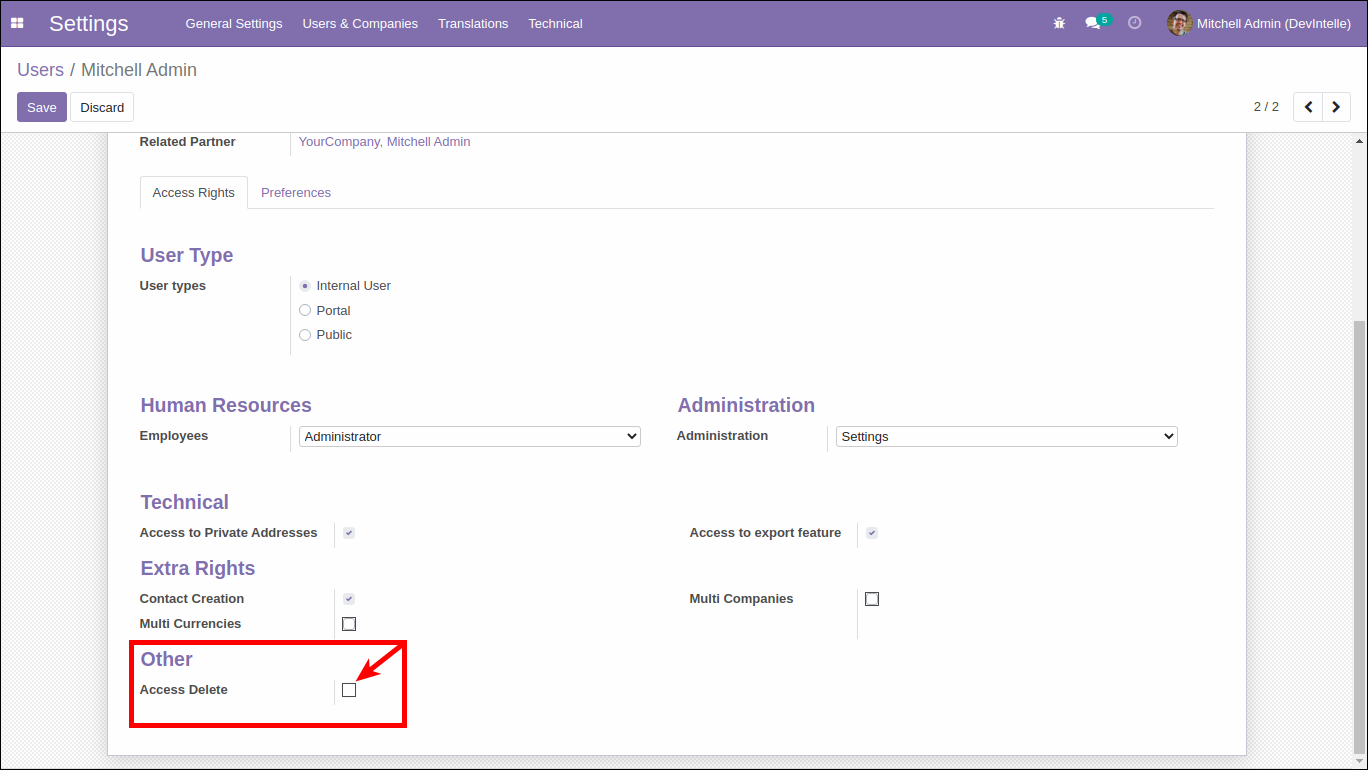 Settings General Settings Users & Companies Translations Technical 5 Mitchell Admin (DevIntelle)
Users / Mitchell Admin
Save Discard 2 / 2
Related Partner YourCompany, Mitchell Admin
Access Rights Preferences
User Type
User types Internal User
Portal
Public
Human Resources Administration
Employees Administrator Administration Settings
Technical
Access to Private Addresses Access to export feature
Extra Rights
Contact Creation Multi Companies
Multi Currencies
Other
Access Delete